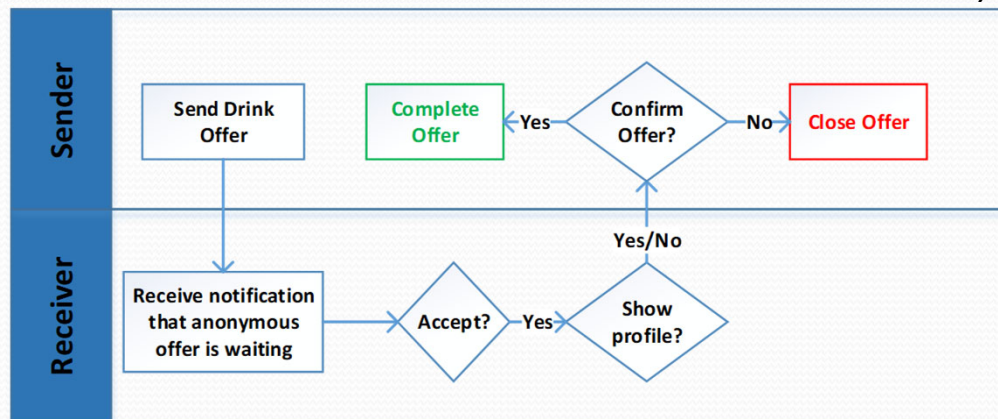 Sender
Send Drink
Offer
Complete
Offer
Yes
Confirm
Offer?
No
Close Offer
Yes/No
Receiver
Receive notification
that anonymous
offer is waiting
Accept?
Yes
Show
profile?